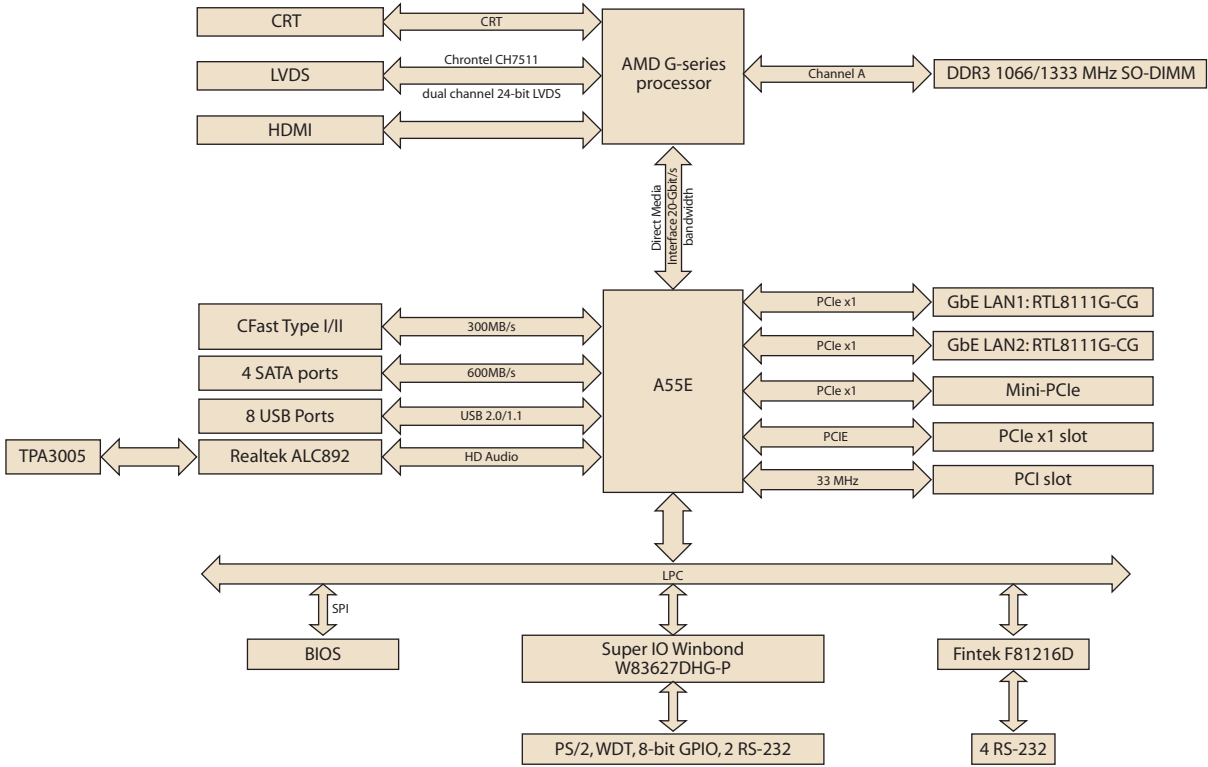 CRT
CRT
AMD G-series
processor
LVDS
Chrontel CH7511
dual channel 24-bit LVDS
HDMI
Channel A
DDR3 1066/1333 MHz SO-DIMM
Direct Media
Interface 20-Gbit/s
bandwidth
CFast Type I/II
300MB/s
4 SATA ports
600MB/s
8 USB Ports
USB 2.0/1.1
TPA3005
Realtek ALC892
HD Audio
A55E
PCIe x1
GbE LAN1: RTL8111G-CG
PCIe x1
GbE LAN2: RTL8111G-CG
PCIe x1
Mini-PCIe
PCIE
PCIe x1 slot
33 MHz
PCI slot
LPC
SPI
BIOS
Super IO Winbond
W83627DHG-P
Fintek F81216D
PS/2, WDT, 8-bit GPIO, 2 RS-232
4 RS-232